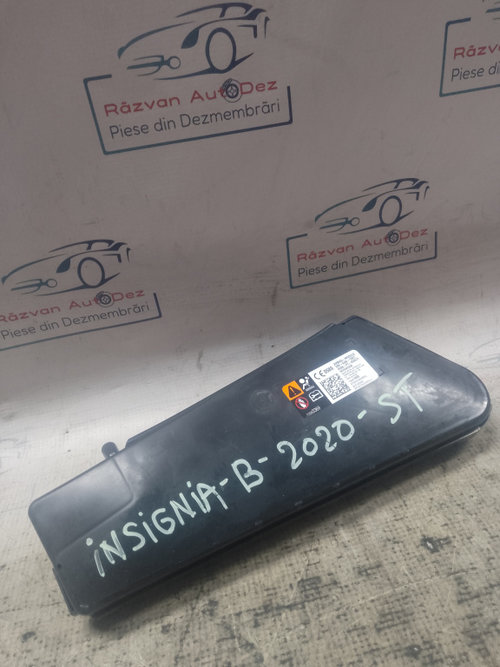 Răzvan AutoDez
Piese din Dezmembrări
Răzvan AutoDez
Piese din Dezmembrări
Răzvan AutoDez
Piese din Dezmembrări
Răzva
Piese
CE
iNSiGNiA-B-2020-ST